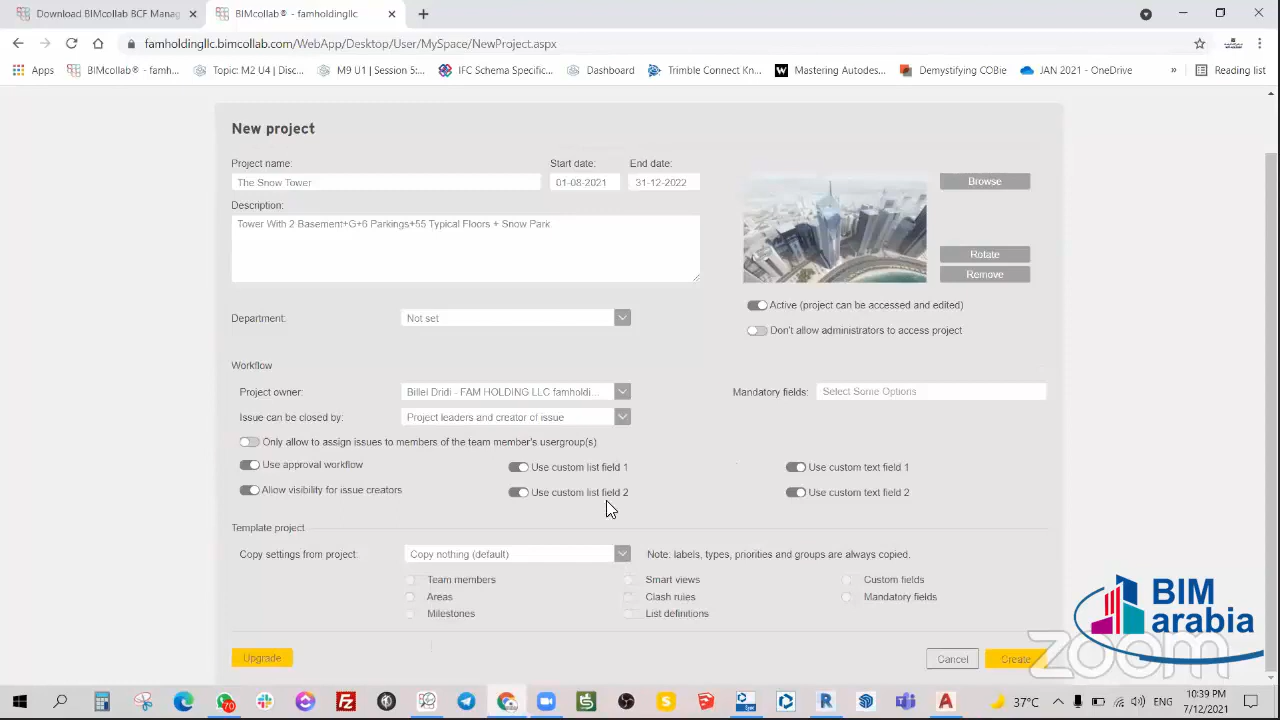 Download BIMcollab BCF Manag
BIMcollab® - famholdingllc
famholdingllc.bimcollab.com/WebApp/Desktop/User/MySpace/NewProject.aspx
Apps
BIMcollab® - famh...
Topic: M2 U4 | Disc...
M9 U1 | Session 5:...
IFC Schema Specific...
Dashboard
Trimble Connect Kn...
Mastering Autodes...
Demystifying COBie
JAN 2021 - OneDrive
»
Reading list
New project
Project name:
Start date:
End date:
The Snow Tower
01-08-2021
31-12-2022
Browse
Description:
Tower With 2 Basement+G+6 Parkings+55 Typical Floors + Snow Park
Rotate
Remove
Active (project can be accessed and edited)
Department:
Not set
Don't allow administrators to access project
Workflow
Project owner:
Billel Dridi - FAM HOLDING LLC famholdi...
Mandatory fields:
Select Some Options
Issue can be closed by:
Project leaders and creator of issue
Only allow to assign issues to members of the team member's usergroup(s)
Use approval workflow
Use custom list field 1
Use custom text field 1
Allow visibility for issue creators
Use custom list field 2
Use custom text field 2
Template project
Copy settings from project:
Copy nothing (default)
Note: labels, types, priorities and groups are always copied.
Team members
Smart views
Custom fields
Areas
Clash rules
Mandatory fields
Milestones
List definitions
BIM
arabia
zoom
Upgrade
Cancel
Create
70
37°C
ENG
10:39 PM
7/12/2021